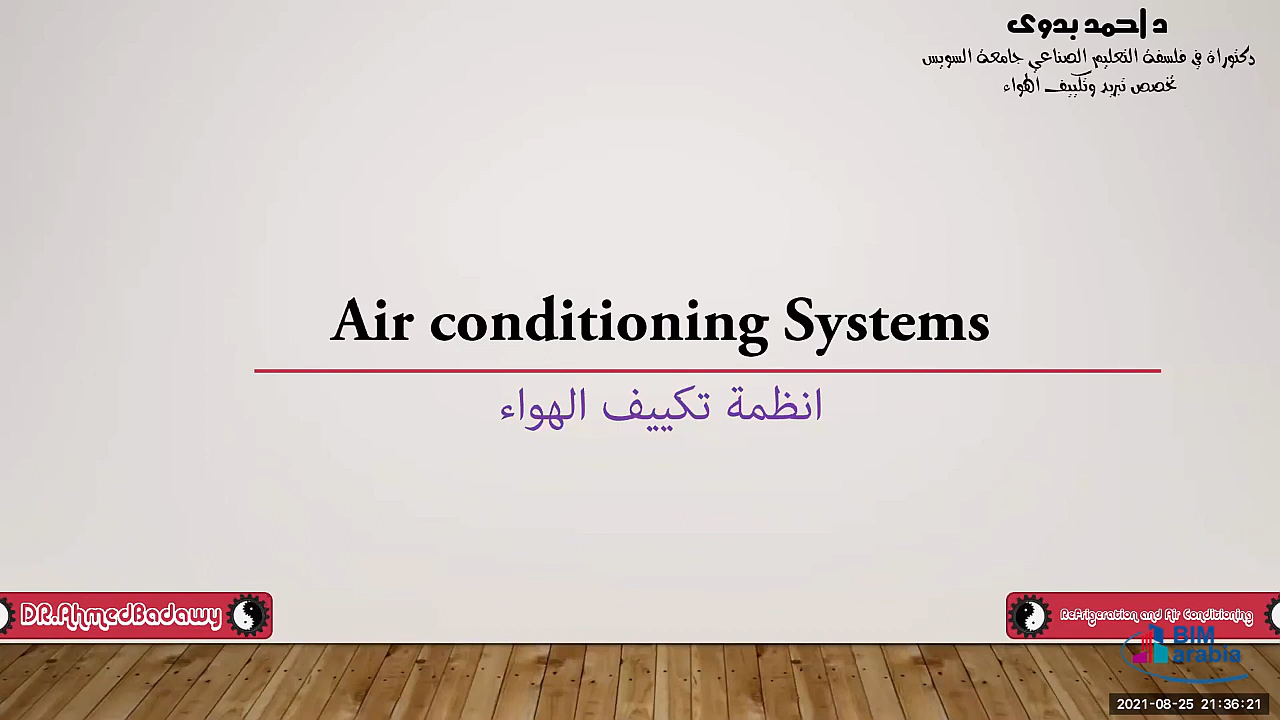 د/احمد بدوى
دكتوراة في فلسفة التعليم الصناعي جامعة السويس
تخصص تبريد وتكييف الهواء
Air conditioning Systems
انظمة تكييف الهواء
DR.AhmedBadawy
Refrigeration and Air Conditioning
BIM
arabia
2021-08-25 21:36:21